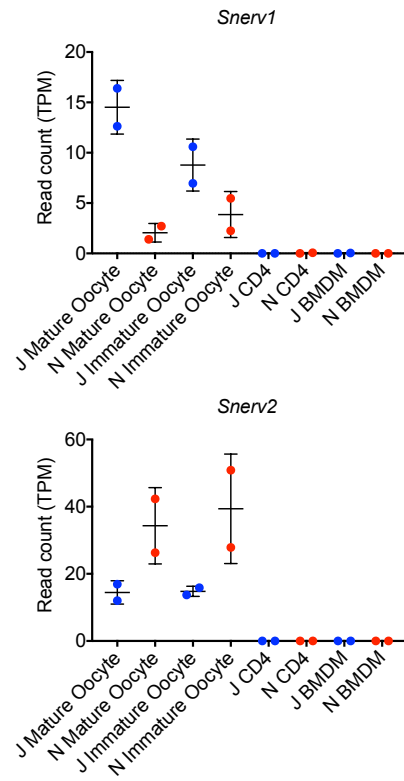 Snerv1
Read count (TPM)
20
15
10
5
0
J Mature Oocyte
N Mature Oocyte
J Immature Oocyte
N Immature Oocyte
J CD4
N CD4
J BMDM
N BMDM
Snerv2
Read count (TPM)
60
40
20
0
J Mature Oocyte
N Mature Oocyte
J Immature Oocyte
N Immature Oocyte
J CD4
N CD4
J BMDM
N BMDM